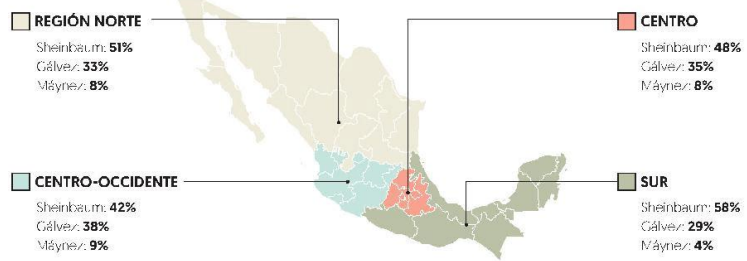 REGIÓN NORTE
Sheinbaum: 51%
Gálvez: 33%
Máynez: 8%
CENTRO
Sheinbaum: 48%
Gálvez: 35%
Máynez: 8%
CENTRO-OCCIDENTE
Sheinbaum: 42%
Gálvez: 38%
Máynez: 9%
SUR
Sheinbaum: 58%
Gálvez: 29%
Máynez: 4%